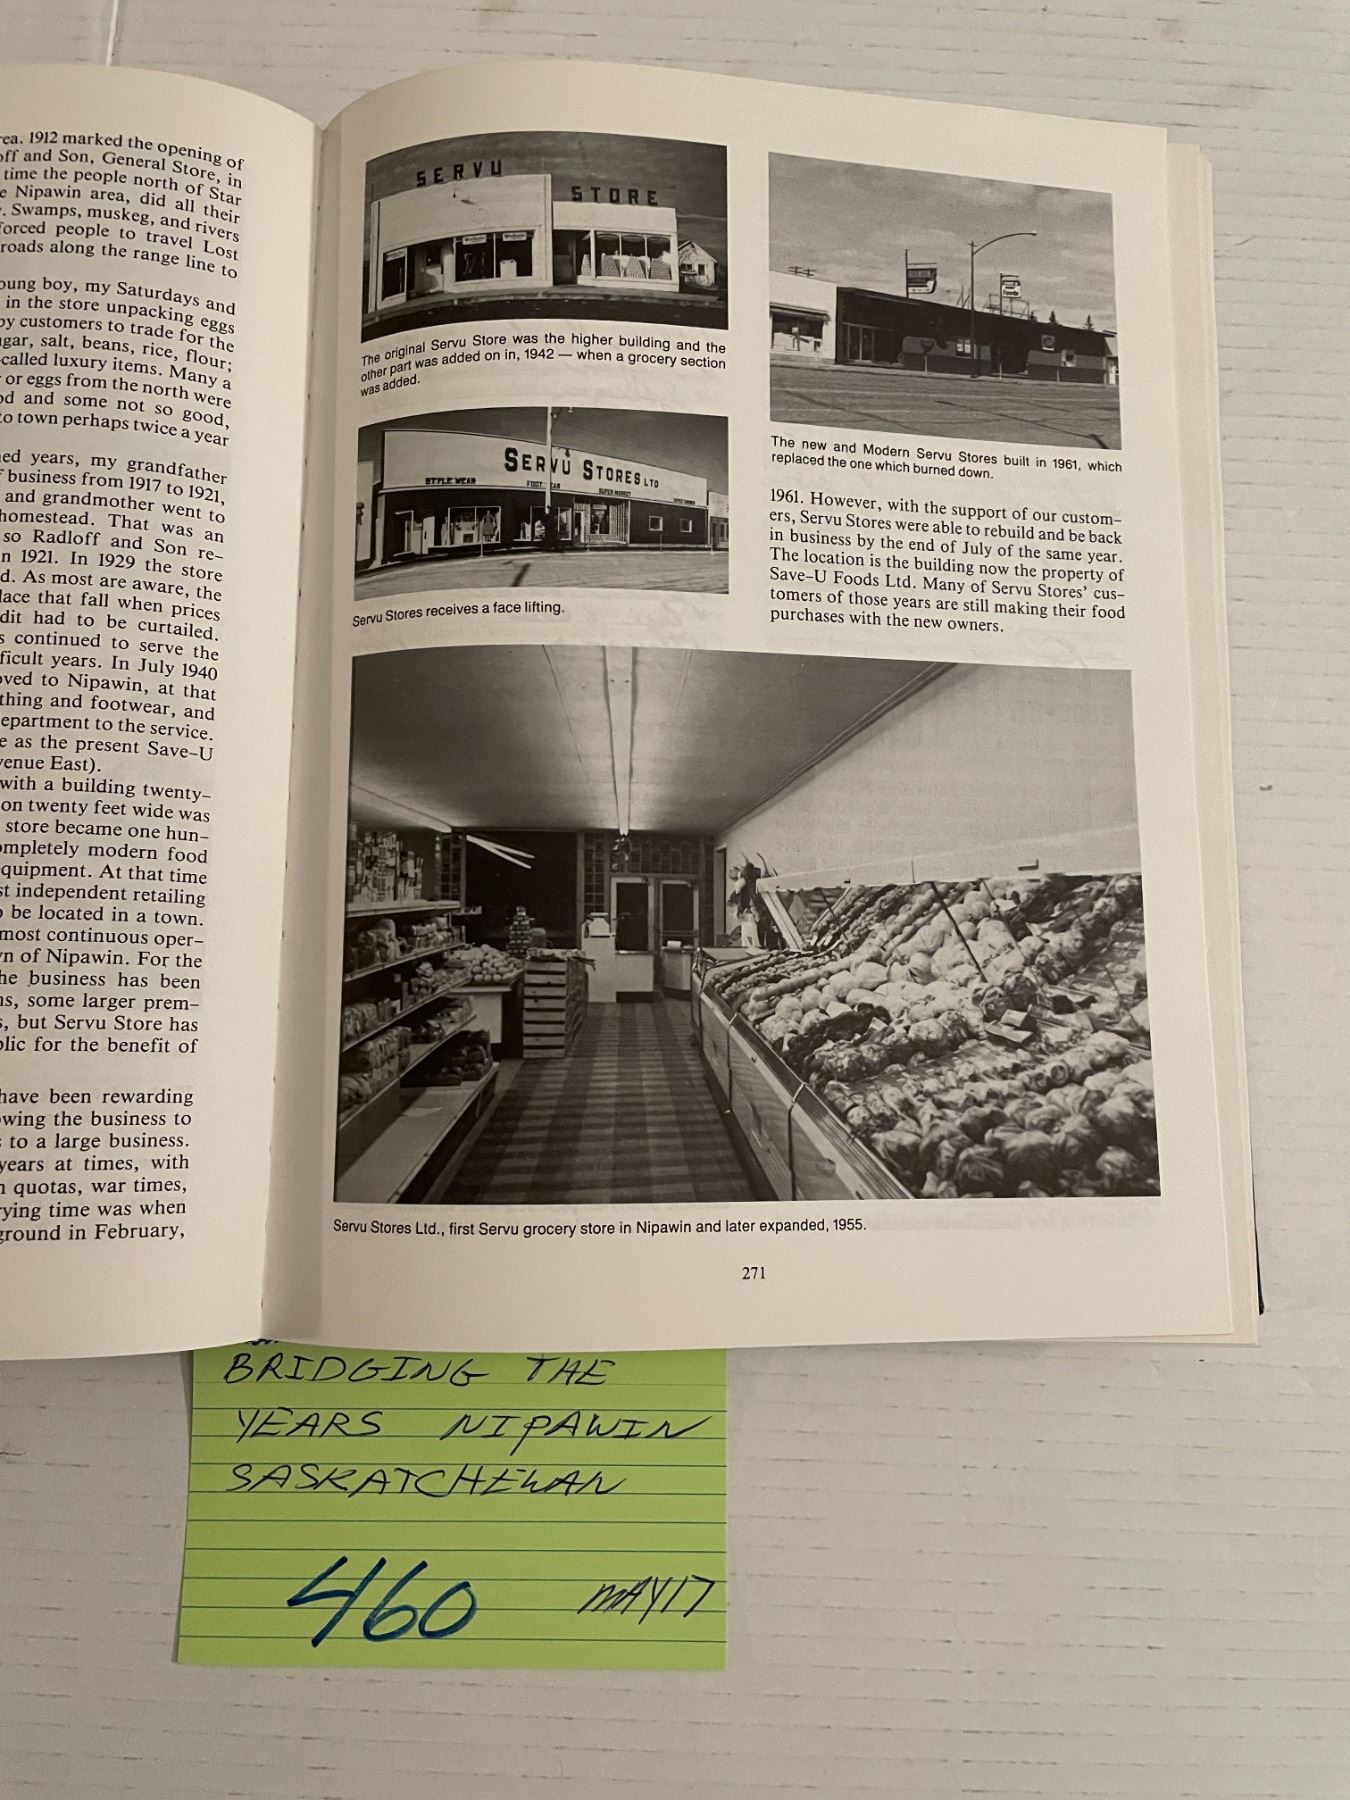 ea. 1912 marked the opening of
off and Son, General Store, in
time the people north of Star
e Nipawin area, did all their
. Swamps, muskeg, and rivers
forced people to travel Lost
roads along the range line to
oung boy, my Saturdays and
in the store unpacking eggs
by customers to trade for the
gar, salt, beans, rice, flour;
-called luxury items. Many a
or eggs from the north were
od and some not so good,
to town perhaps twice a year
ned years, my grandfather
f business from 1917 to 1921,
and grandmother went to
homestead. That was an
so Radloff and Son re-
n 1921. In 1929 the store
d. As most are aware, the
lace that fall when prices
dit had to be curtailed.
s continued to serve the
ficult years. In July 1940
oved to Nipawin, at that
thing and footwear, and
epartment to the service.
e as the present Save-U
venue East).
with a building twenty-
on twenty feet wide was
store became one hun-
ompletely modern food
quipment. At that time
st independent retailing
o be located in a town.
most continuous oper-
n of Nipawin. For the
he business has been
ns, some larger prem-
s, but Servu Store has
blic for the benefit of
have been rewarding
owing the business to
s to a large business.
years at times, with
n quotas, war times,
rying time was when
ground in February,
SERVU
STORE
The original Servu Store was the higher building and the
other part was added on in, 1942 — when a grocery section
was added.
SERVU STORES LTD
STYLE WEAR
FOOT WEAR
SUPER MARKET
Servu Stores receives a face lifting.
The new and Modern Servu Stores built in 1961, which
replaced the one which burned down.
1961. However, with the support of our custom-
ers, Servu Stores were able to rebuild and be back
in business by the end of July of the same year.
The location is the building now the property of
Save-U Foods Ltd. Many of Servu Stores' cus-
tomers of those years are still making their food
purchases with the new owners.
Servu Stores Ltd., first Servu grocery store in Nipawin and later expanded, 1955.
271
BRIDGING THE
YEARS NIPAWIN
SASKATCHEWAN
460 MAY17